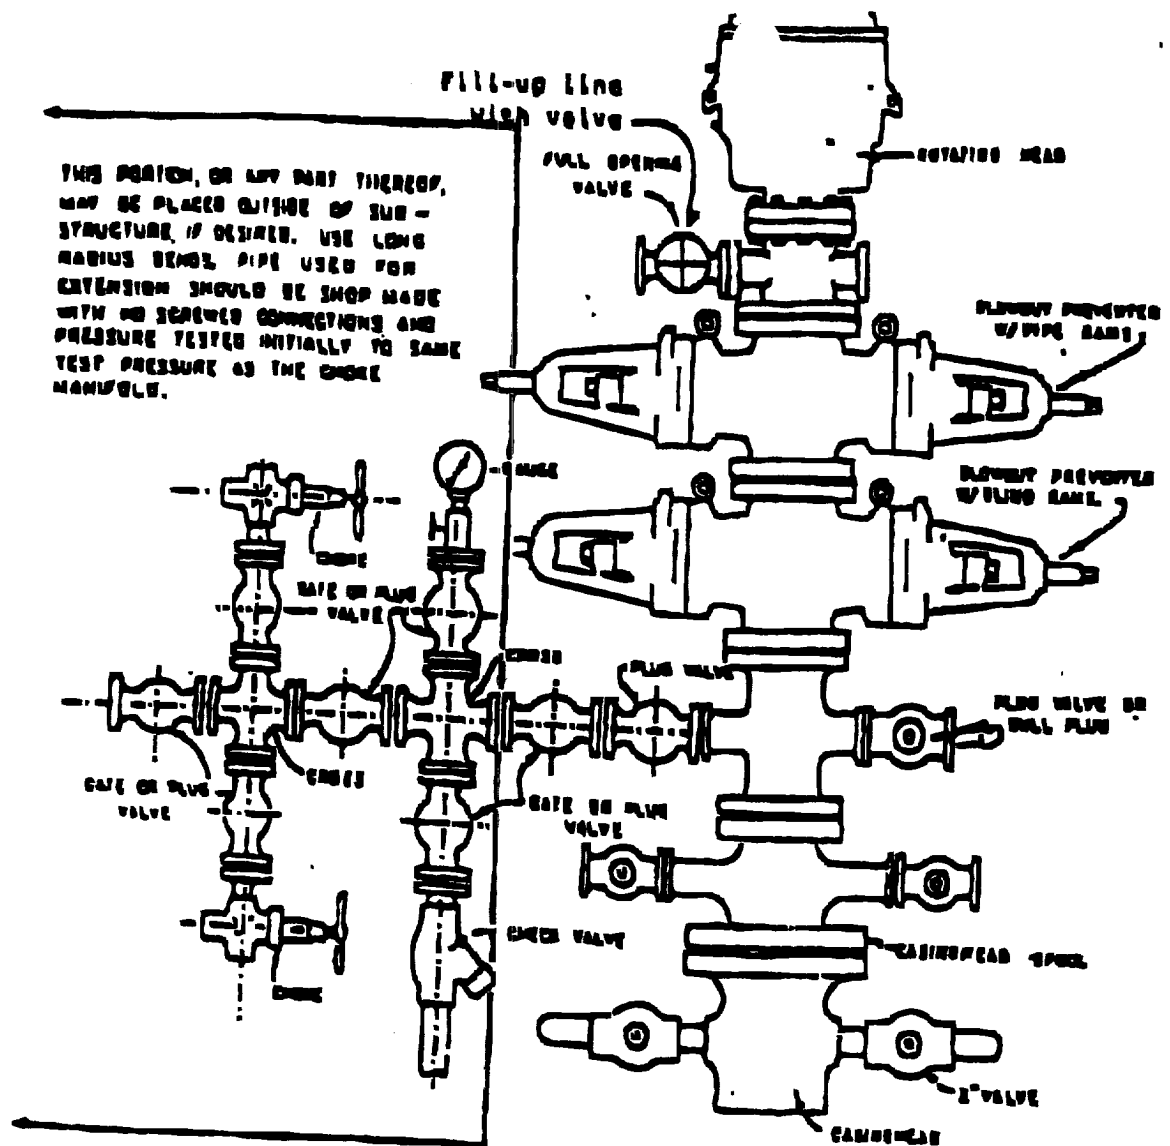 Fill-up line
with valve
FULL OPENING
VALVE
ROTATING HEAD
THIS PORTION, OR ANY PART THEREOF,
MAY BE PLACED OUTSIDE OF SUB-
STRUCTURE, IF DESIRED. USE LONG
RADIUS BENDS. PIPE USED FOR
EXTENSION SHOULD BE SHOP MADE
WITH NO SCREWED CONNECTIONS AND
PRESSURE TESTED INITIALLY TO SAME
TEST PRESSURE AS THE CHOKE
MANIFOLD.
BLOWOUT PREVENTER
W/PIPE RAMS
GAUGE
BLOWOUT PREVENTER
W/BLIND RAMS
CHOKE
GATE OR PLUG
VALVE
CROSS
PLUG VALVE
PLUG VALVE OR
BULL PLUG
CROSS
GATE OR PLUG
VALVE
GATE OR PLUG
VALVE
CHECK VALVE
CASINGHEAD SPOOL
CHOKE
2" VALVE
CASINGHEAD